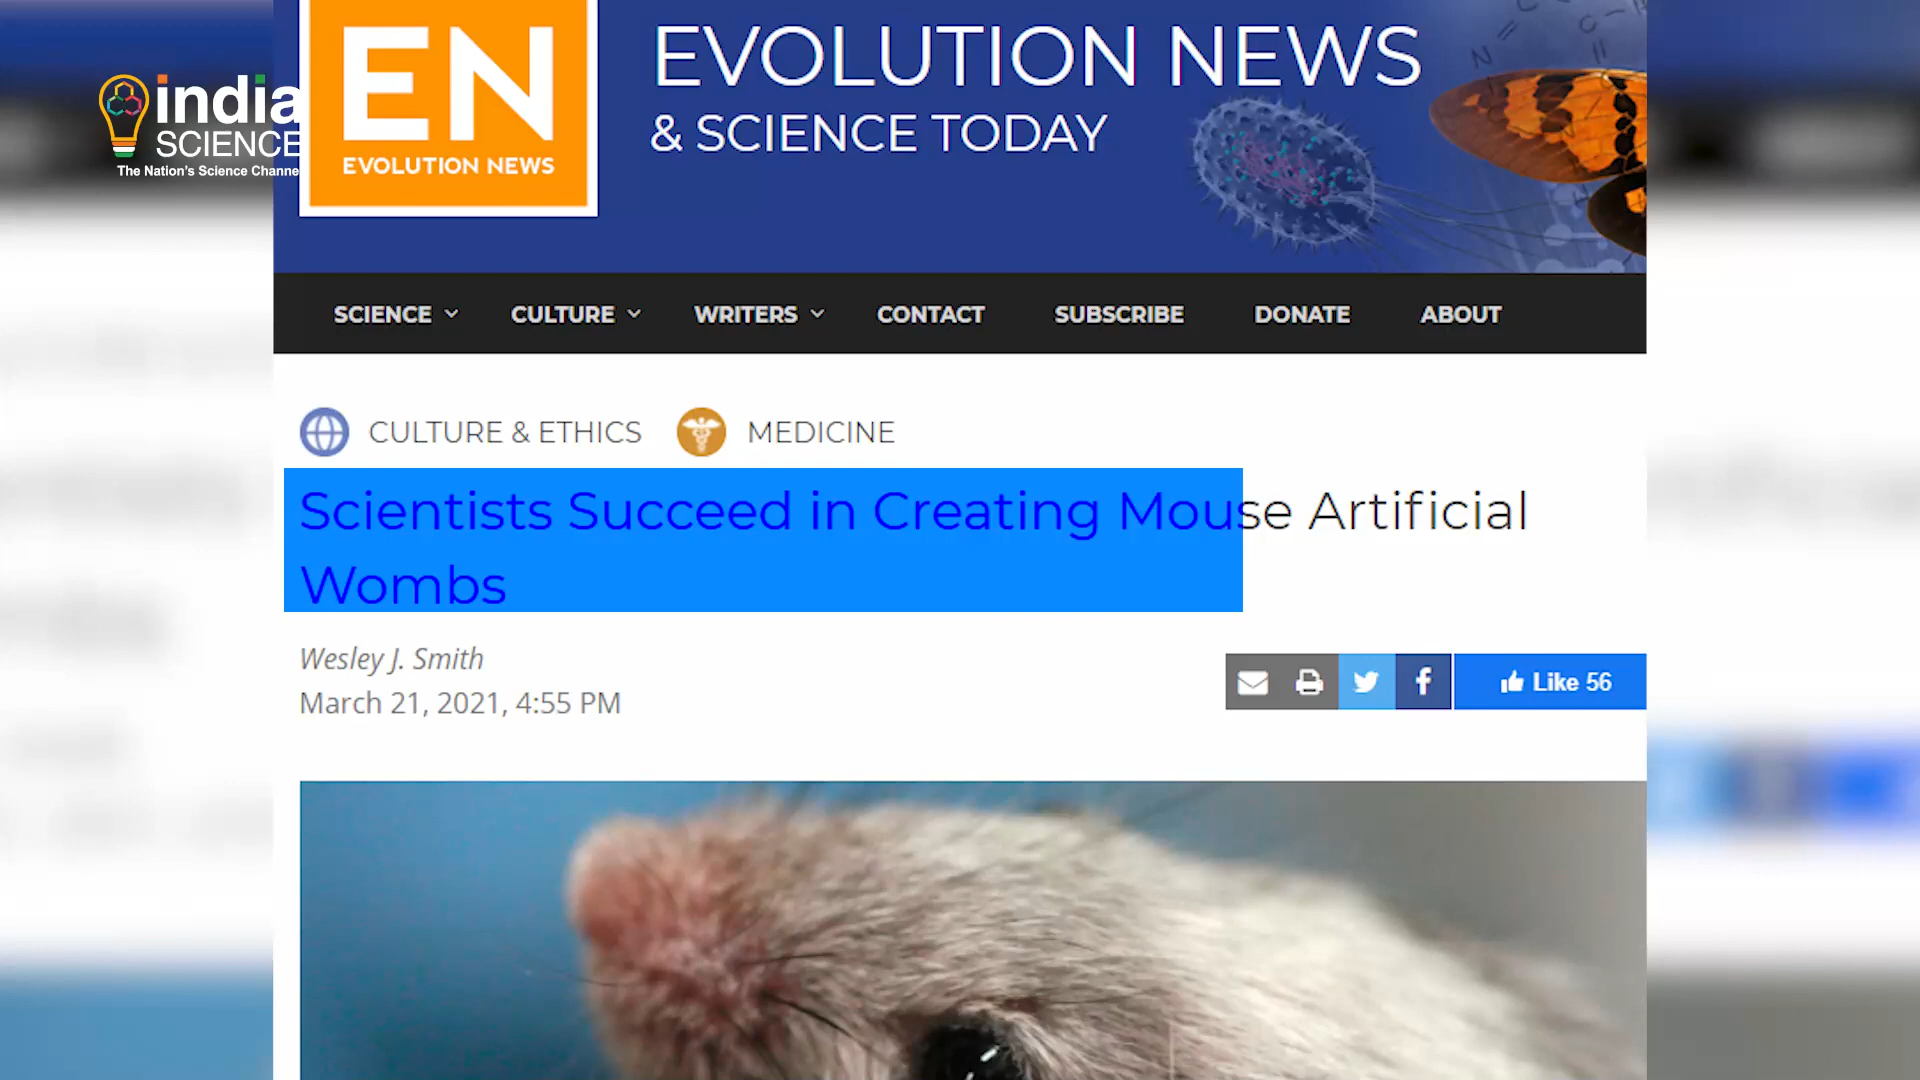 india
SCIENCE
The Nation's Science Channe
EN
EVOLUTION NEWS
EVOLUTION NEWS
& SCIENCE TODAY
SCIENCE
CULTURE
WRITERS
CONTACT
SUBSCRIBE
DONATE
ABOUT
CULTURE & ETHICS
MEDICINE
Scientists Succeed in Creating Mouse Artificial
Wombs
Wesley J. Smith
March 21, 2021, 4:55 PM
Like 56